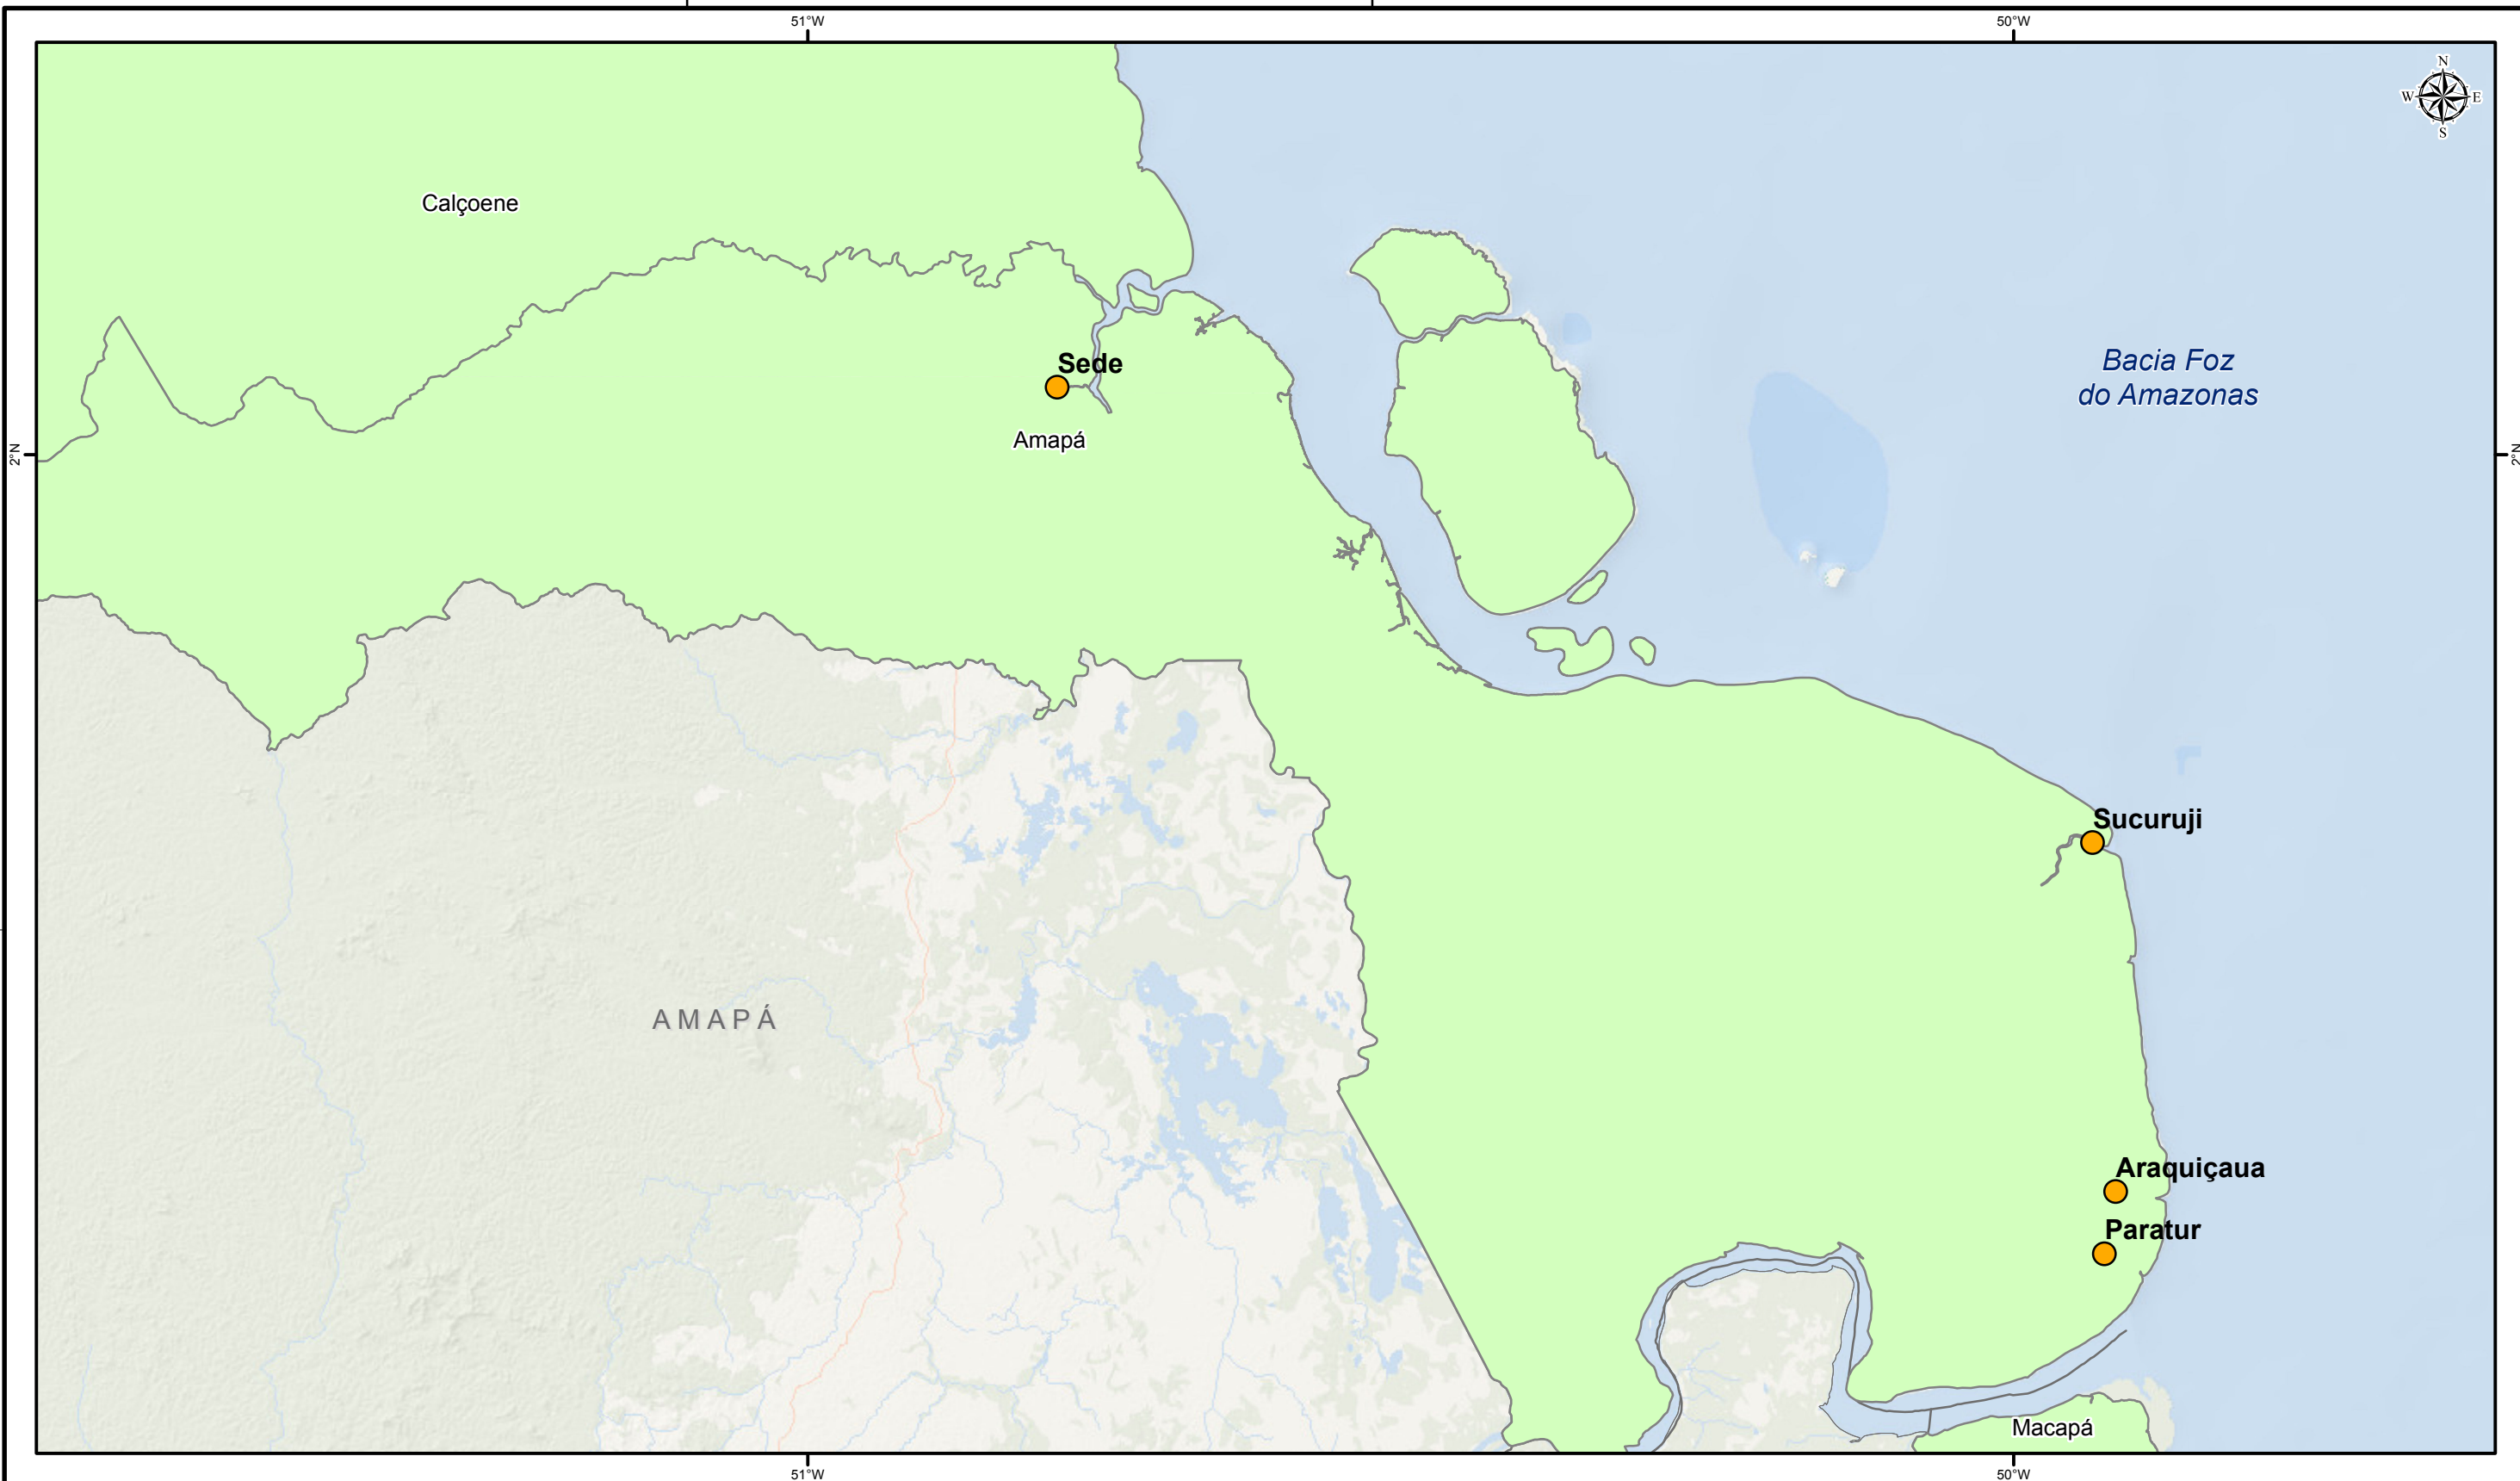 51°W
50°W
N
W
E
S
Calçoene
Bacia Foz
do Amazonas
Sede
Amapá
2°N
2°N
Sucuruji
AMAPÁ
Araquiçaua
Paratur
Macapá
51°W
50°W